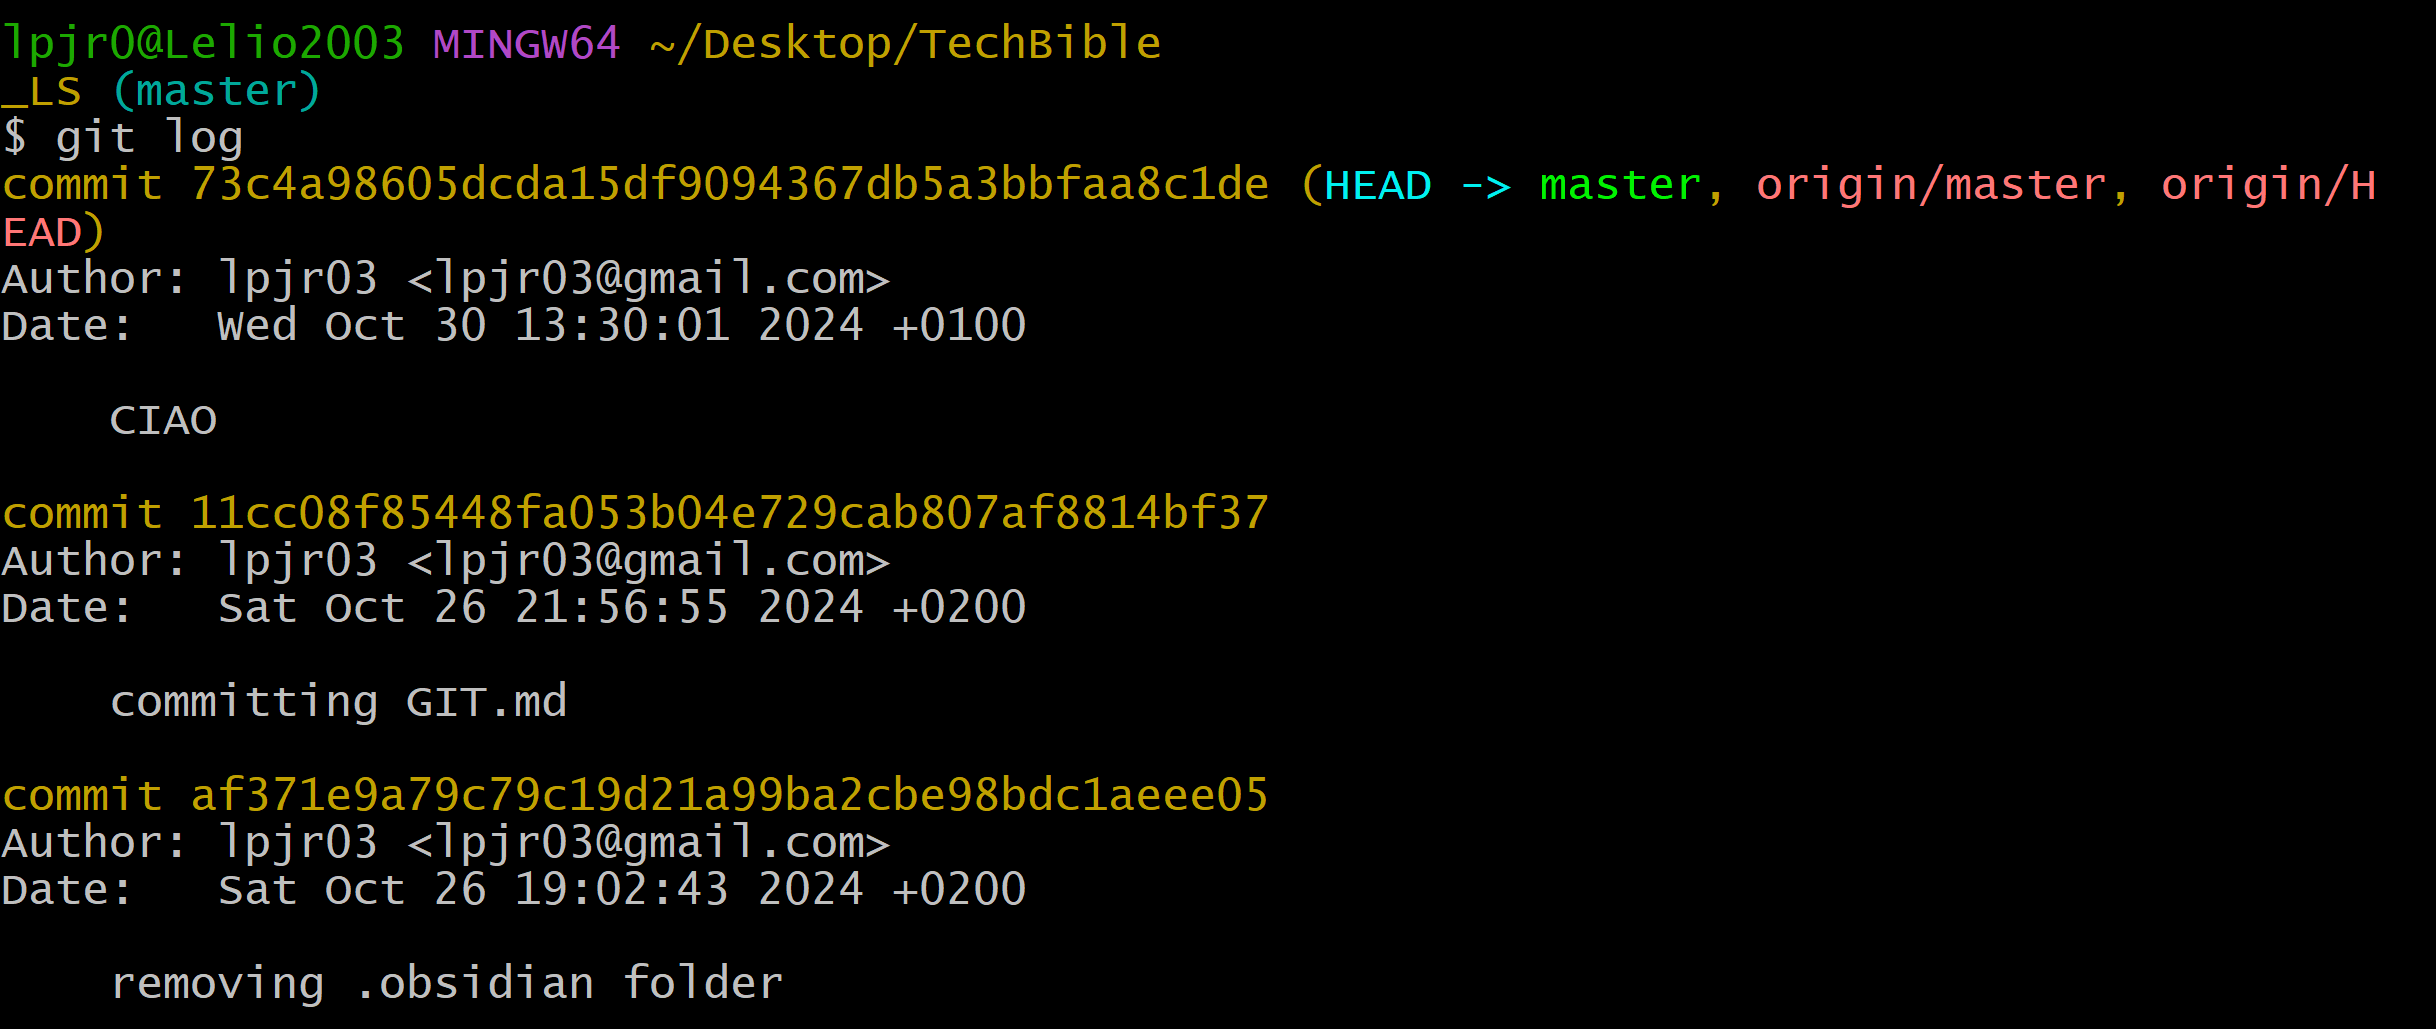 lpjr0@Lelio2003 MINGW64 ~/Desktop/TechBible
_LS (master)
$ git log
commit 73c4a98605dcda15df9094367db5a3bbfaa8c1de (HEAD -> master, origin/master, origin/H
EAD)
Author: lpjr03 <lpjr03@gmail.com>
Date:   Wed Oct 30 13:30:01 2024 +0100
CIAO
commit 11cc08f85448fa053b04e729cab807af8814bf37
Author: lpjr03 <lpjr03@gmail.com>
Date:   Sat Oct 26 21:56:55 2024 +0200
committing GIT.md
commit af371e9a79c79c19d21a99ba2cbe98bdc1aeee05
Author: lpjr03 <lpjr03@gmail.com>
Date:   Sat Oct 26 19:02:43 2024 +0200
removing .obsidian folder